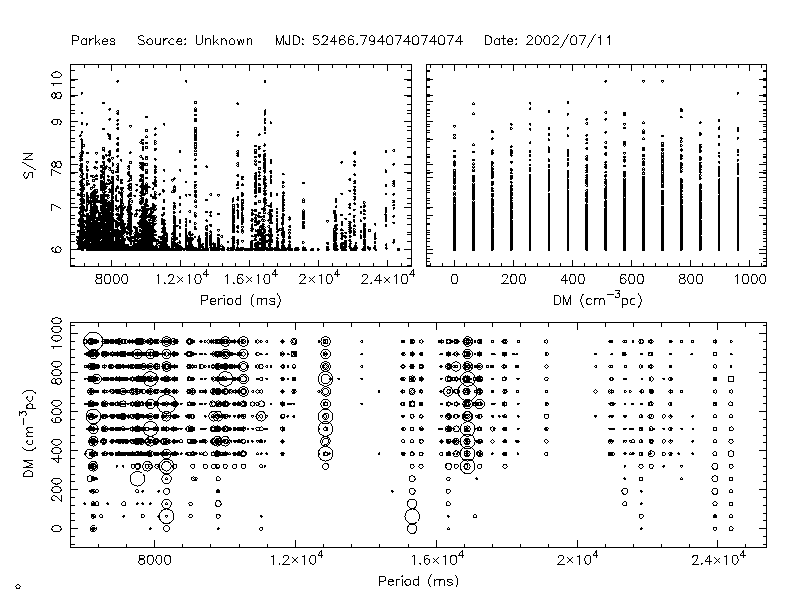 Parkes Source: Unknown MJD: 52466.794074074074 Date: 2002/07/11
S/N
10
8
9
78
7
6
8000 1.2×10⁴ 1.6×10⁴ 2×10⁴ 2.4×10⁴
Period (ms)
0 200 400 600 800 1000
DM (cm⁻³pc)
DM (cm⁻³pc)
1000
800
600
400
200
0
8000 1.2×10⁴ 1.6×10⁴ 2×10⁴ 2.4×10⁴
Period (ms)